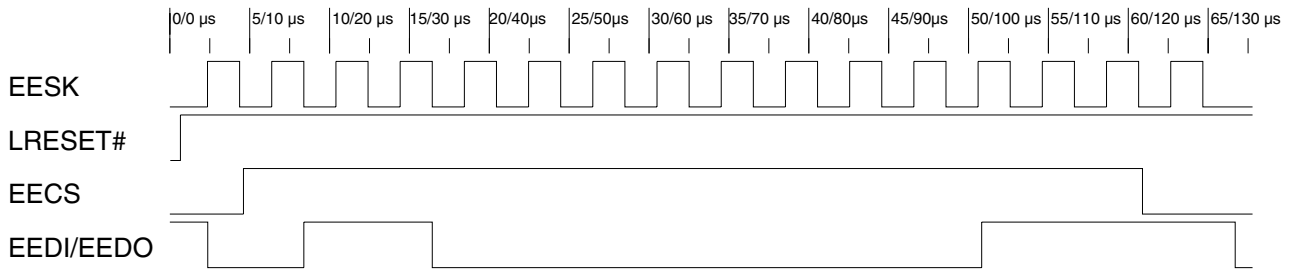 0/0 µs 5/10 µs 10/20 µs 15/30 µs 20/40µs 25/50µs 30/60 µs 35/70 µs 40/80µs 45/90µs 50/100 µs 55/110 µs 60/120 µs 65/130 µs
EESK
LRESET#
EECS
EEDI/EEDO